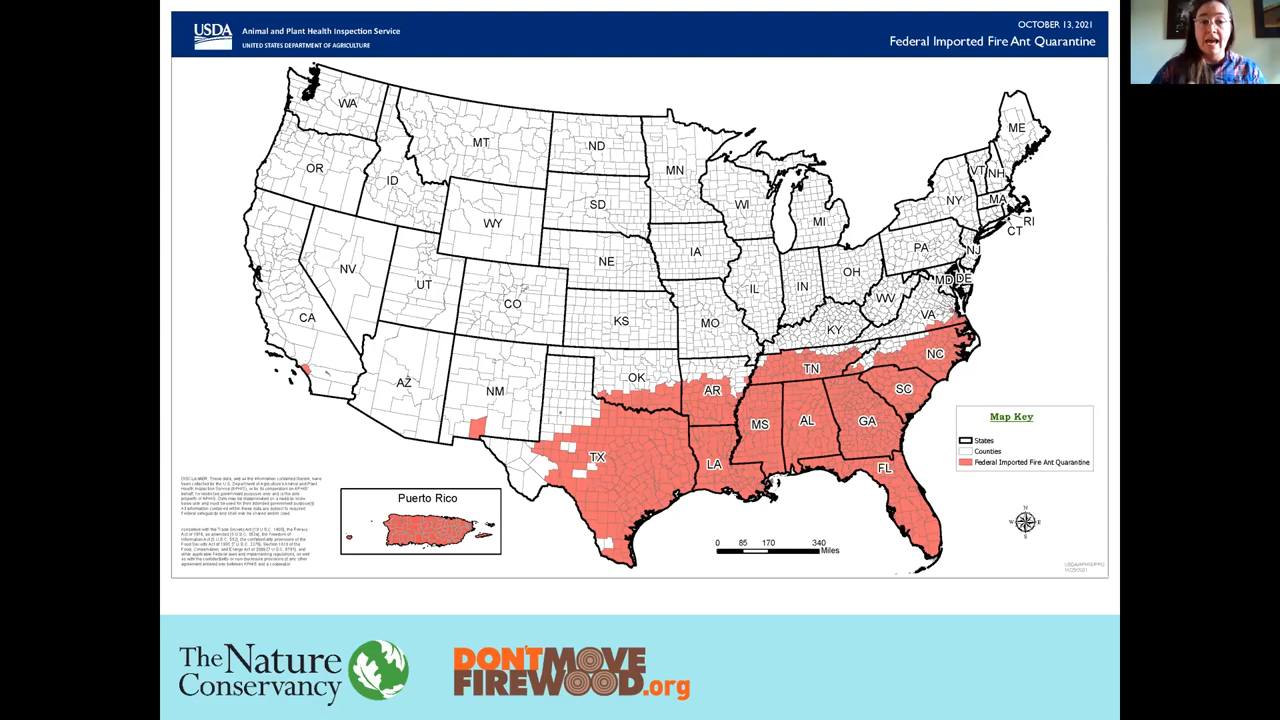 USDA
Animal and Plant Health Inspection Service
UNITED STATES DEPARTMENT OF AGRICULTURE
OCTOBER 13, 2021
Federal Imported Fire Ant Quarantine
WA
MT
ND
MN
ME
OR
ID
SD
WI
MI
VT
NH
NY
MA
RI
CT
WY
IA
NE
PA
NJ
NV
UT
CO
IL
IN
OH
MD
DE
WV
VA
CA
KS
MO
KY
AZ
NM
OK
AR
TN
NC
SC
TX
LA
MS
AL
GA
FL
Map Key
States
Counties
Federal Imported Fire Ant Quarantine
Puerto Rico
0 85 170 340
Miles
N
W
E
S
The Nature
Conservancy
DON'T MOVE
FIREWOOD.org